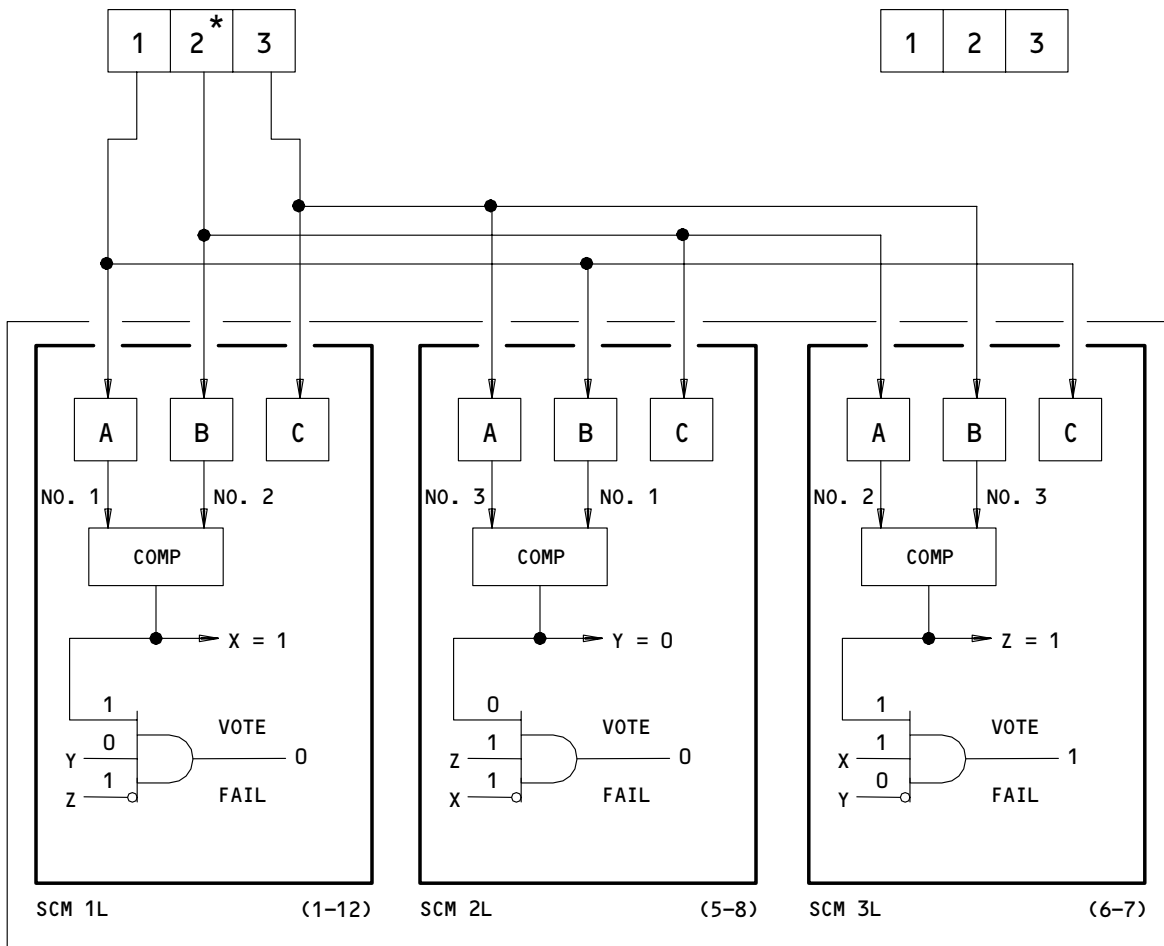 1 2* 3 1 2 3
A B C A B C A B C
NO. 1 NO. 2 NO. 3 NO. 1 NO. 2 NO. 3
COMP COMP COMP
X = 1 Y = 0 Z = 1
1 0 1
VOTE VOTE VOTE
Y 0 0 Z 1 0 X 1 1
Z 1 X 1 Y 0
FAIL FAIL FAIL
SCM 1L (1-12) SCM 2L (5-8) SCM 3L (6-7)